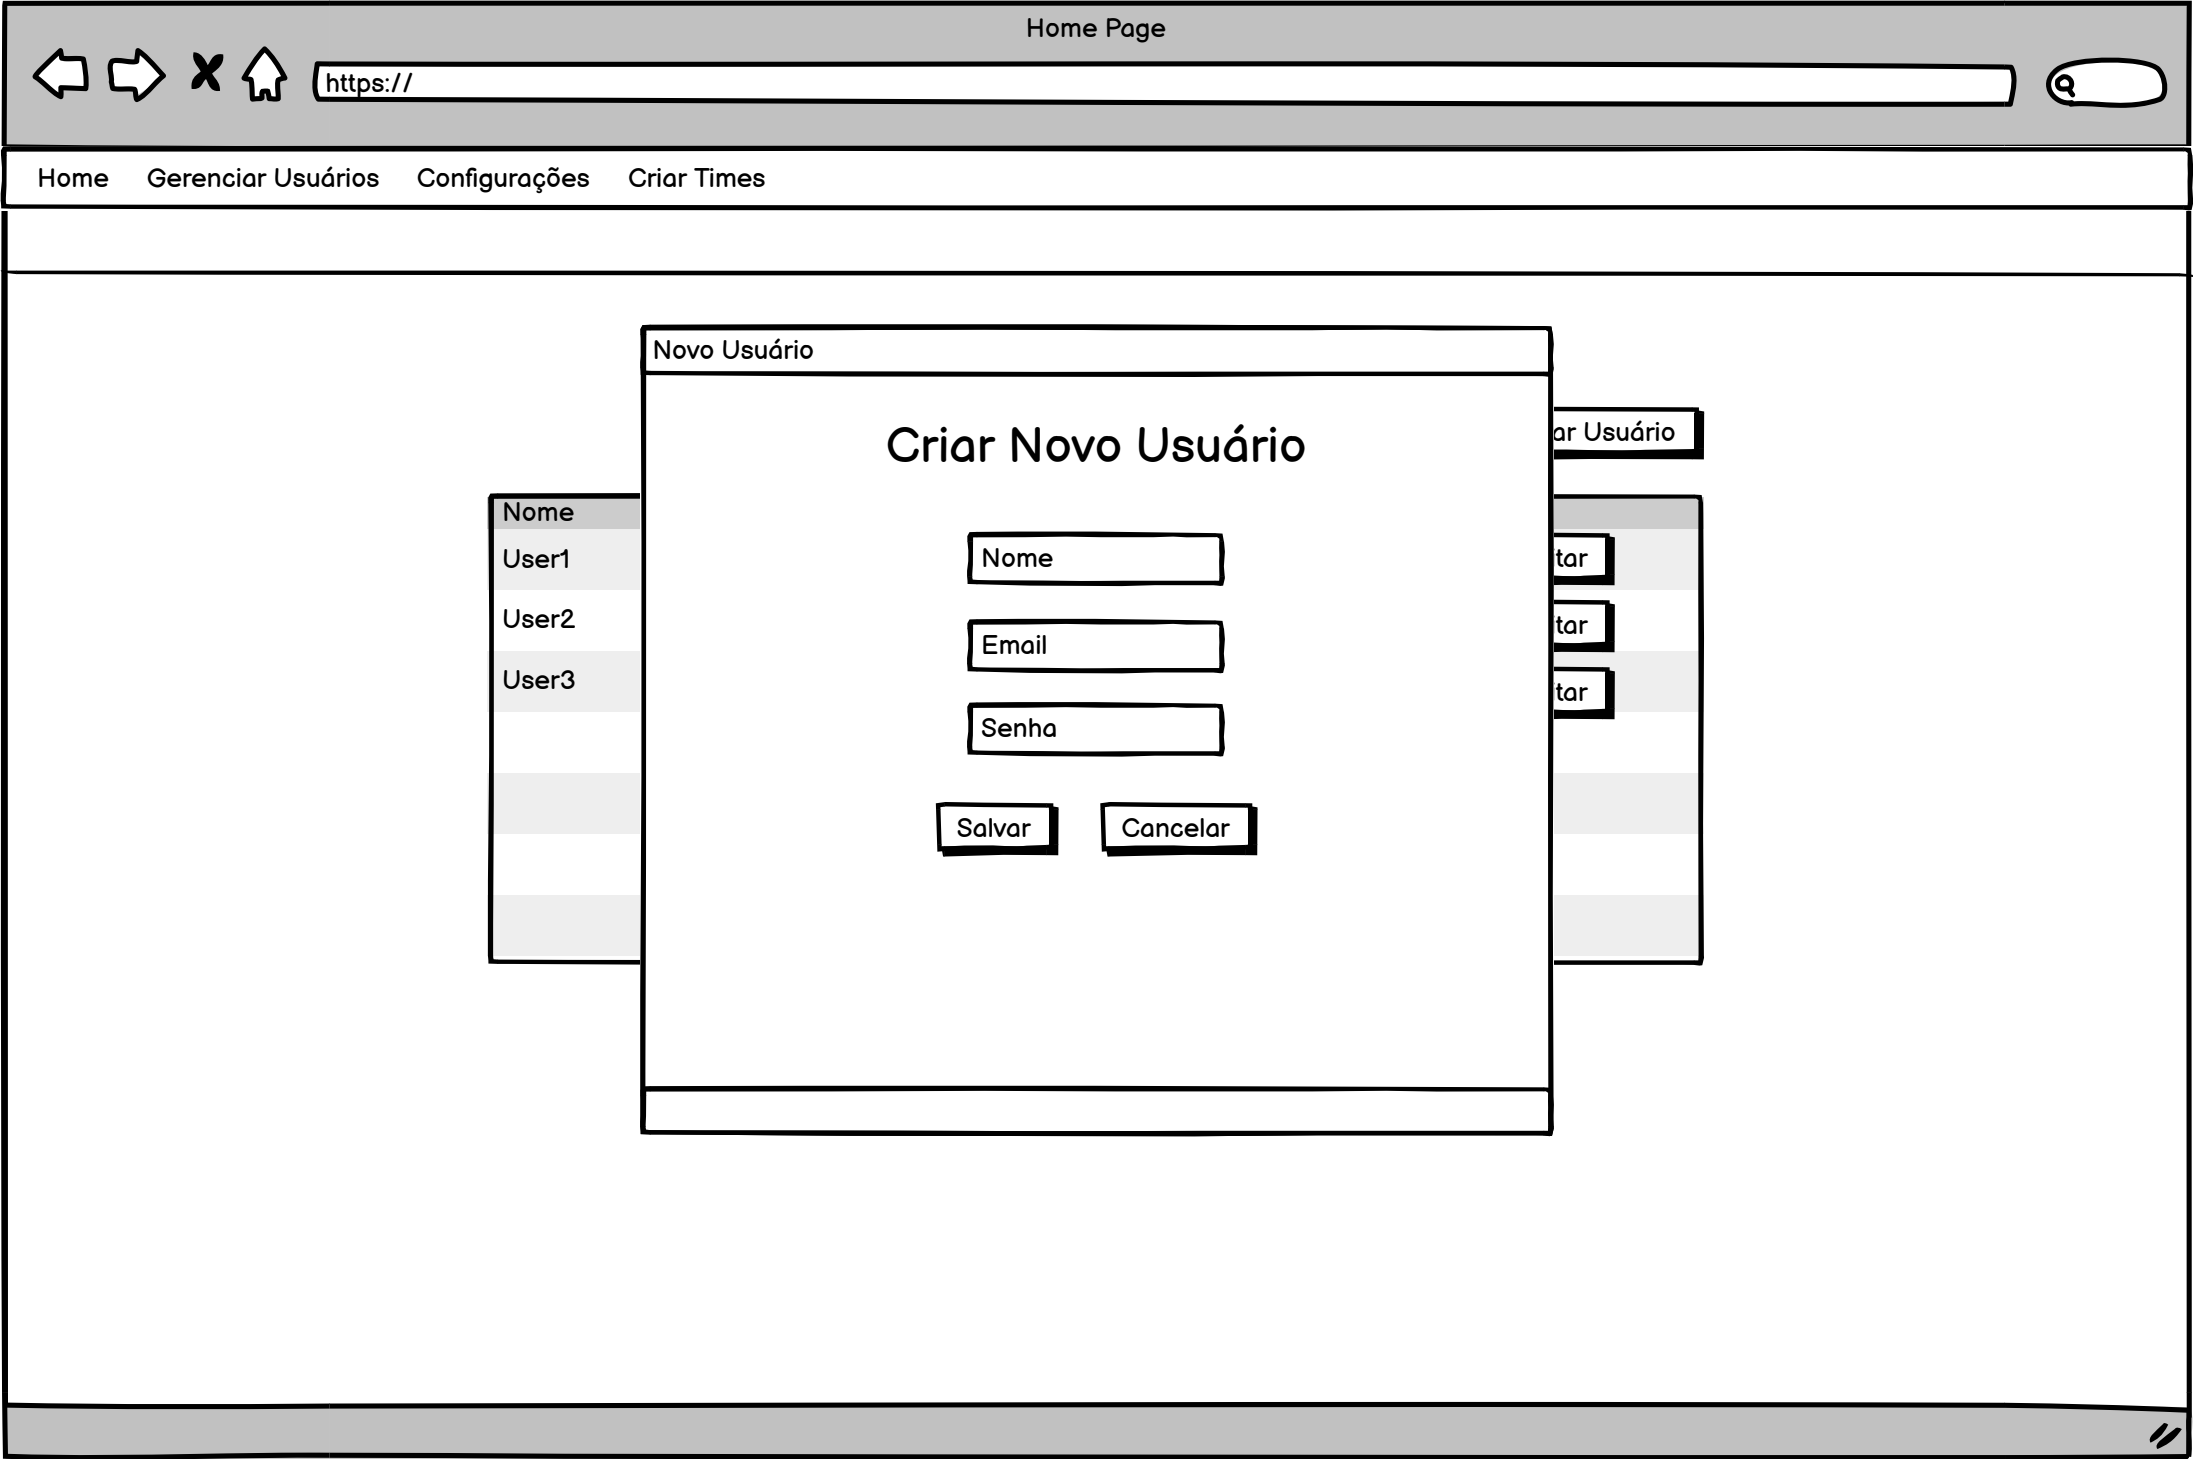 Home Page
https://
Home Gerenciar Usuários Configurações Criar Times
Novo Usuário
Criar Novo Usuário
ar Usuário
Nome
User1
Nome
tar
User2
Email
tar
User3
Senha
tar
Salvar Cancelar